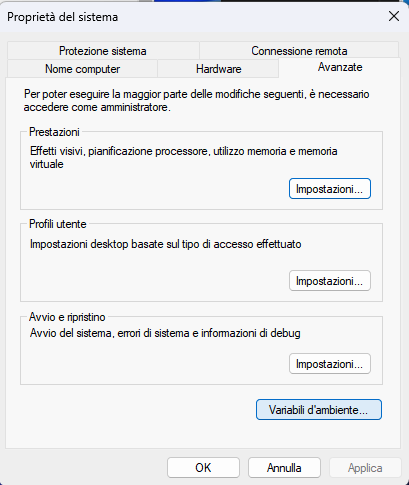 Proprietà del sistema
Protezione sistema
Connessione remota
Nome computer
Hardware
Avanzate
Per poter eseguire la maggior parte delle modifiche seguenti, è necessario
accedere come amministratore.
Prestazioni
Effetti visivi, pianificazione processore, utilizzo memoria e memoria
virtuale
Impostazioni...
Profili utente
Impostazioni desktop basate sul tipo di accesso effettuato
Impostazioni...
Avvio e ripristino
Avvio del sistema, errori di sistema e informazioni di debug
Impostazioni...
Variabili d'ambiente...
OK
Annulla
Applica